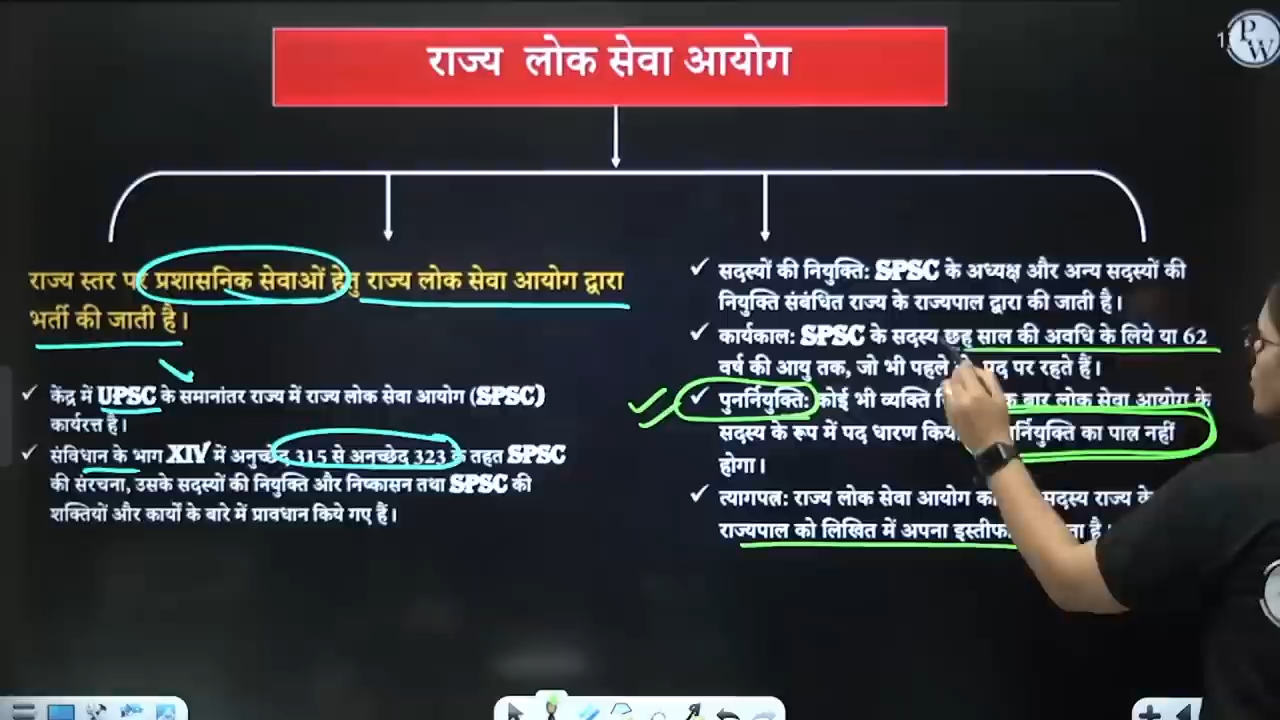 राज्य लोक सेवा आयोग
PW
राज्य स्तर पर प्रशासनिक सेवाओं हेतु राज्य लोक सेवा आयोग द्वारा
भर्ती की जाती है।
✓ केंद्र में UPSC के समानांतर राज्य में राज्य लोक सेवा आयोग (SPSC)
कार्यरत्त है।
✓ संविधान के भाग XIV में अनुच्छेद 315 से अनच्छेद 323 के तहत SPSC
की संरचना, उसके सदस्यों की नियुक्ति और निष्कासन तथा SPSC की
शक्तियों और कार्यों के बारे में प्रावधान किये गए हैं।
✓ सदस्यों की नियुक्ति: SPSC के अध्यक्ष और अन्य सदस्यों की
नियुक्ति संबंधित राज्य के राज्यपाल द्वारा की जाती है।
✓ कार्यकाल: SPSC के सदस्य छह साल की अवधि के लिये या 62
वर्ष की आयु तक, जो भी पहले पद पर रहते हैं।
✓ पुनर्नियुक्ति: कोई भी व्यक्ति बार लोक सेवा आयोग के
सदस्य के रूप में पद धारण का पात्र नहीं
होगा।
✓ त्यागपत्र: राज्य लोक सेवा आयोग राज्य के
राज्यपाल को लिखित में अपना इस्तीफा है।